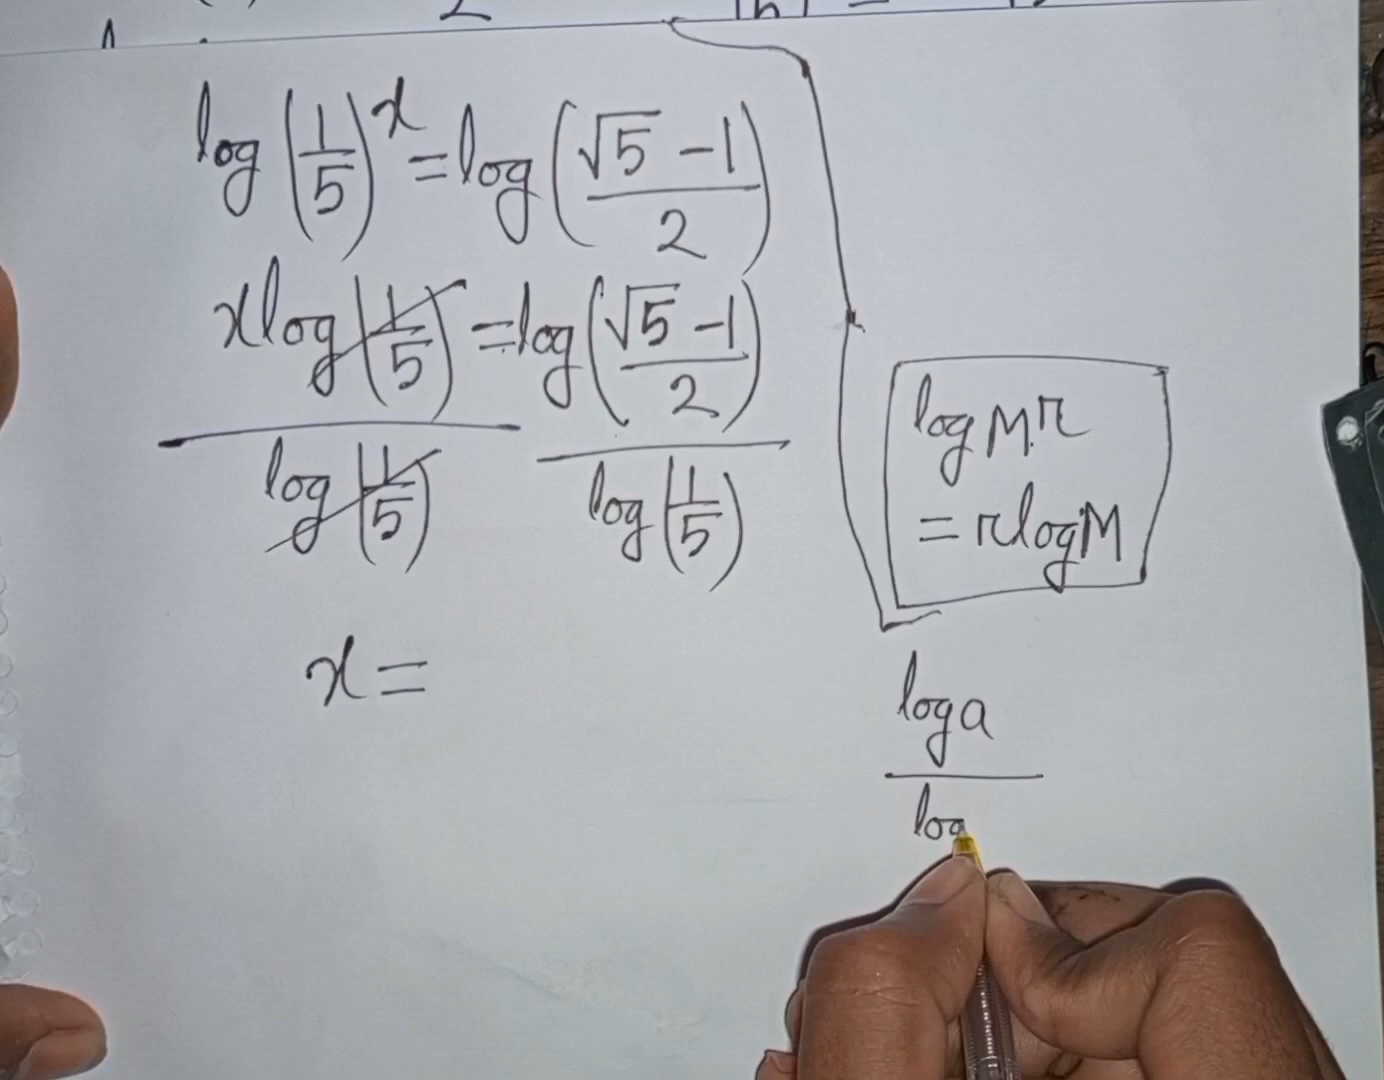 log(1/5)^x = log((√5 - 1)/2)
x log(1/5) / log(1/5) = log((√5 - 1)/2) / log(1/5)
x =
log M^r
= r log M
log a
log